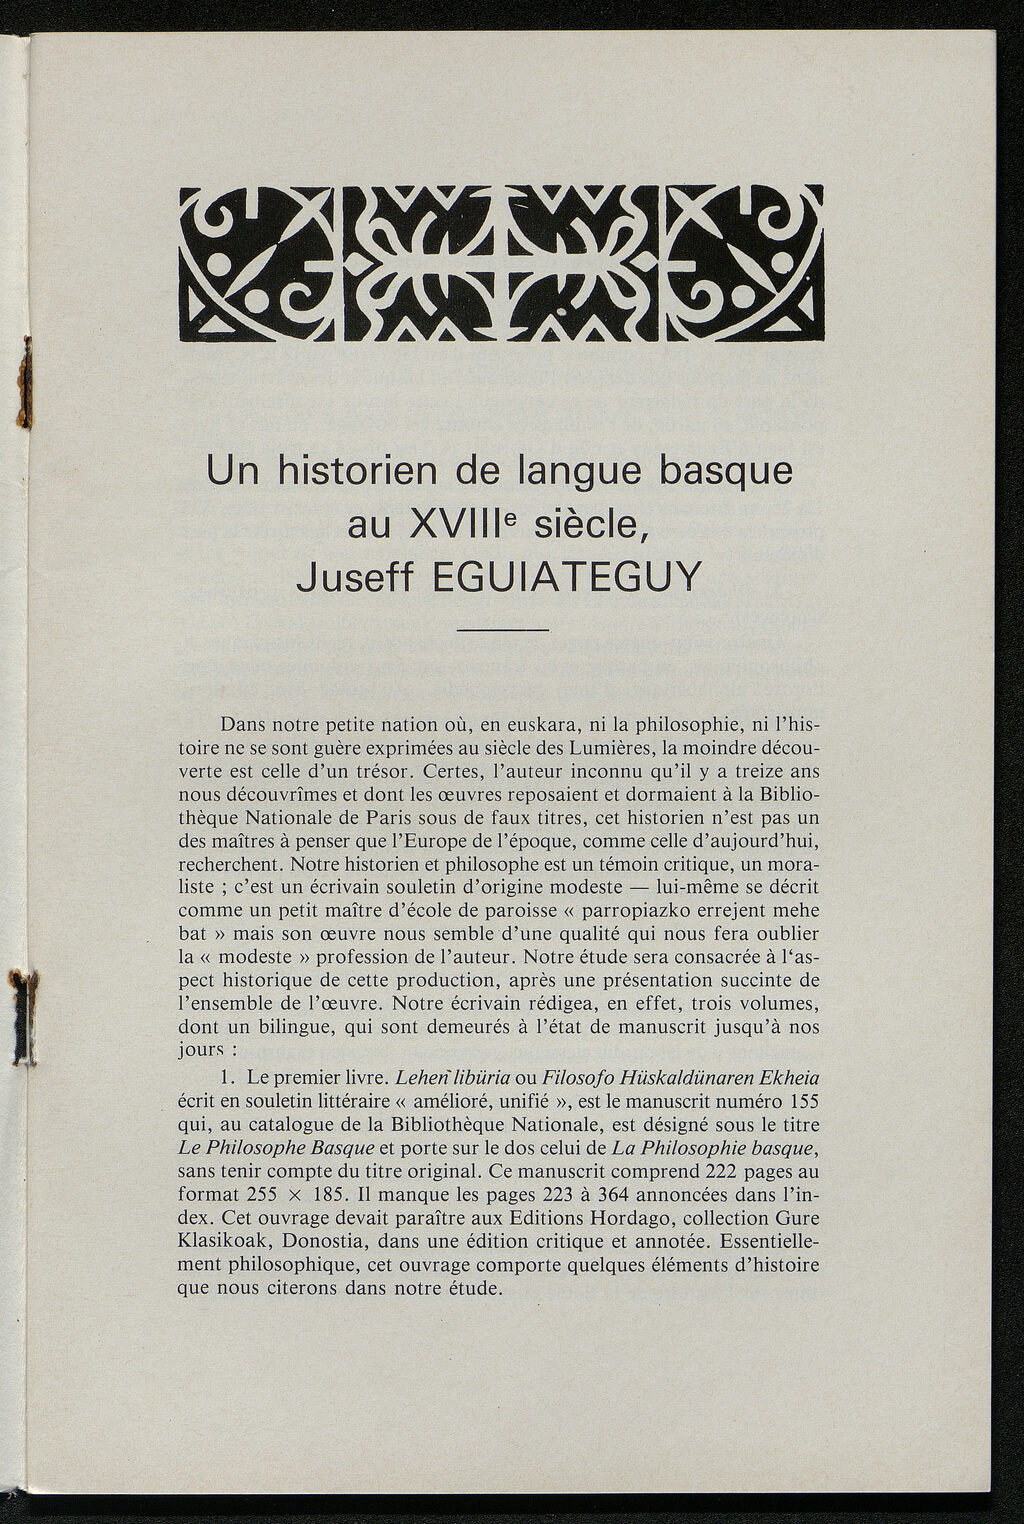 Un historien de langue basque
au XVIIIe siècle,
Juseff EGUIATEGUY
Dans notre petite nation où, en euskara, ni la philosophie, ni l'his-
toire ne se sont guère exprimées au siècle des Lumières, la moindre décou-
verte est celle d'un trésor. Certes, l'auteur inconnu qu'il y a treize ans
nous découvrîmes et dont les œuvres reposaient et dormaient à la Biblio-
thèque Nationale de Paris sous de faux titres, cet historien n'est pas un
des maîtres à penser que l'Europe de l'époque, comme celle d'aujourd'hui,
recherchent. Notre historien et philosophe est un témoin critique, un mora-
liste ; c'est un écrivain souletin d'origine modeste — lui-même se décrit
comme un petit maître d'école de paroisse « parropiazko errejent mehe
bat » mais son œuvre nous semble d'une qualité qui nous fera oublier
la « modeste » profession de l'auteur. Notre étude sera consacrée à l'as-
pect historique de cette production, après une présentation succinte de
l'ensemble de l'œuvre. Notre écrivain rédigea, en effet, trois volumes,
dont un bilingue, qui sont demeurés à l'état de manuscrit jusqu'à nos
jours :
1. Le premier livre. Leheñ libüria ou Filosofo Hüskaldünaren Ekheia
écrit en souletin littéraire « amélioré, unifié », est le manuscrit numéro 155
qui, au catalogue de la Bibliothèque Nationale, est désigné sous le titre
Le Philosophe Basque et porte sur le dos celui de La Philosophie basque,
sans tenir compte du titre original. Ce manuscrit comprend 222 pages au
format 255 × 185. Il manque les pages 223 à 364 annoncées dans l'in-
dex. Cet ouvrage devait paraître aux Editions Hordago, collection Gure
Klasikoak, Donostia, dans une édition critique et annotée. Essentielle-
ment philosophique, cet ouvrage comporte quelques éléments d'histoire
que nous citerons dans notre étude.